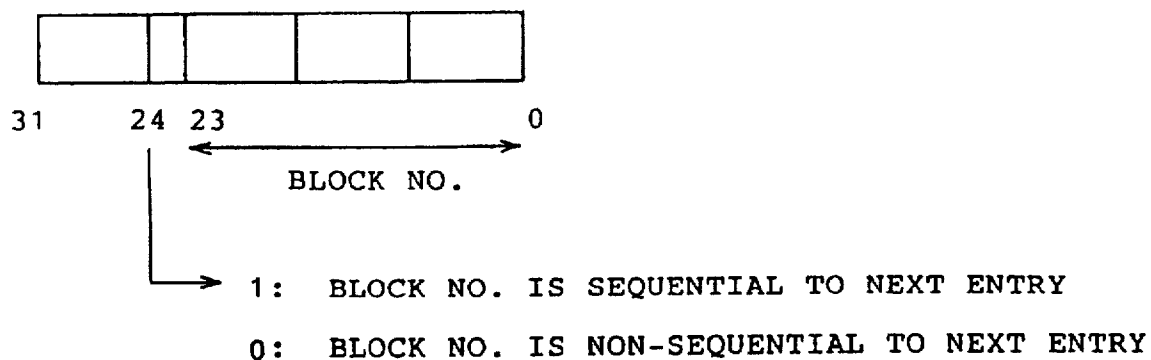 31 24 23 0
BLOCK NO.
1: BLOCK NO. IS SEQUENTIAL TO NEXT ENTRY
0: BLOCK NO. IS NON-SEQUENTIAL TO NEXT ENTRY